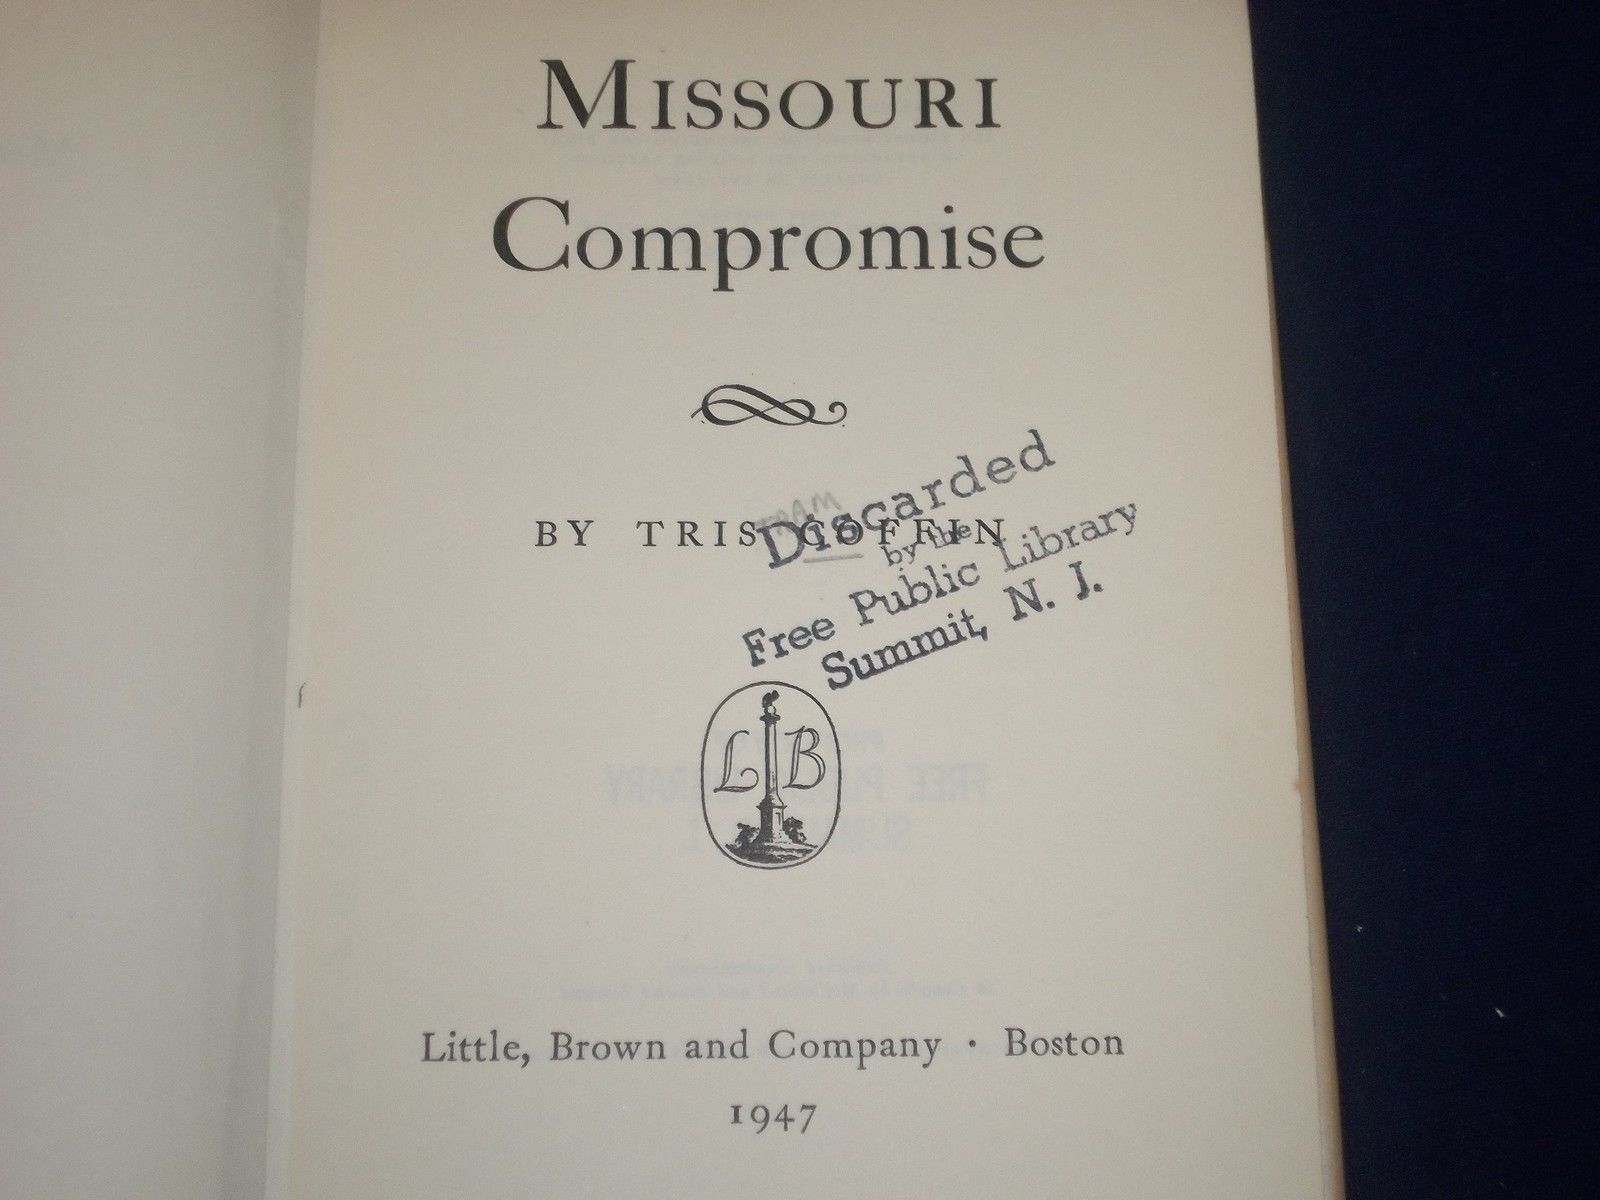 MISSOURI
Compromise
BY TRIS COFFIN
Discarded
by the
Free Public Library
Summit, N. J.
L B
Little, Brown and Company · Boston
1947